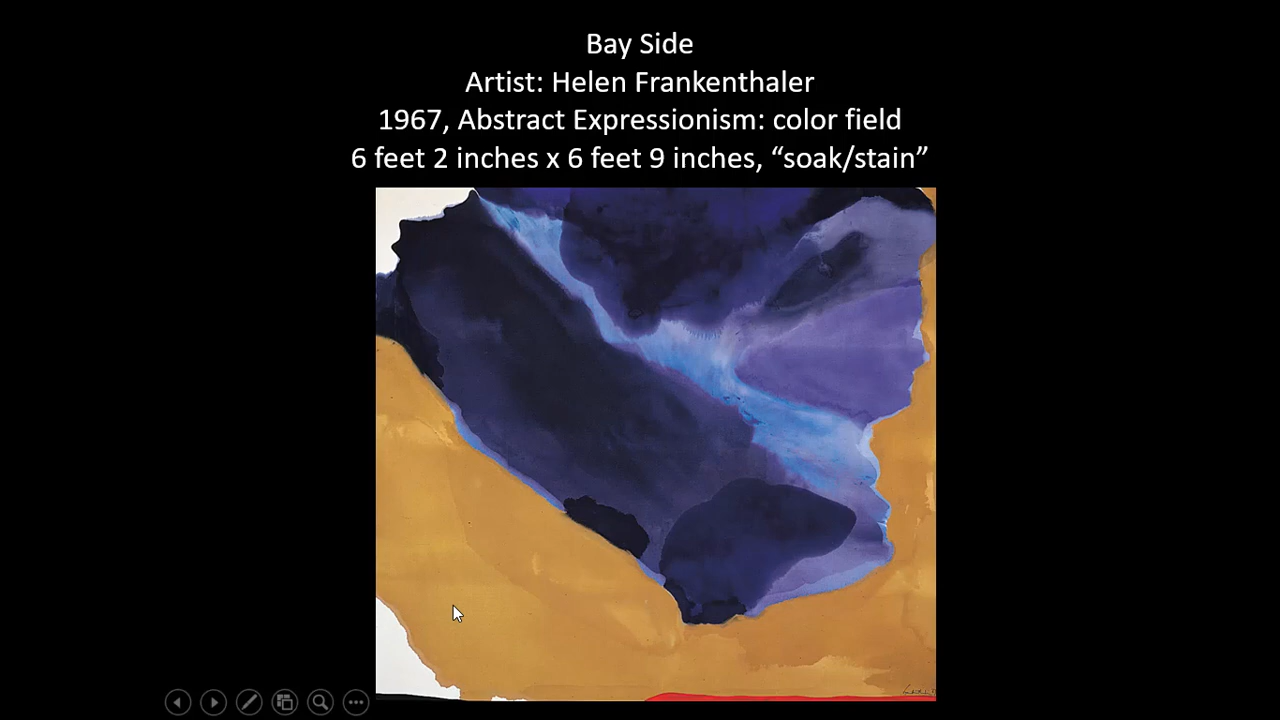 Bay Side
Artist: Helen Frankenthaler
1967, Abstract Expressionism: color field
6 feet 2 inches x 6 feet 9 inches, “soak/stain”